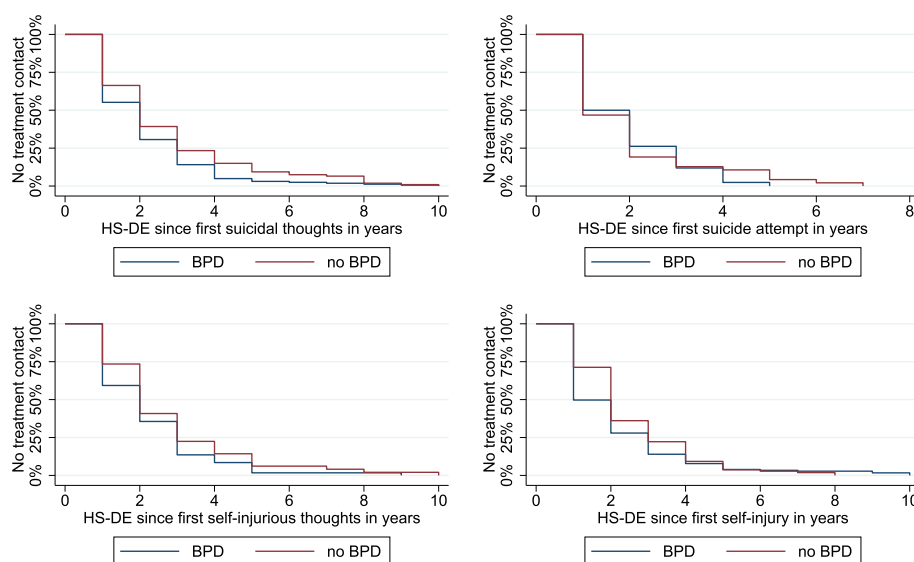 No treatment contact
100%
75%
50%
25%
0%
0 2 4 6 8 10
HS-DE since first suicidal thoughts in years
BPD no BPD
No treatment contact
100%
75%
50%
25%
0%
0 2 4 6 8
HS-DE since first suicide attempt in years
BPD no BPD
No treatment contact
100%
75%
50%
25%
0%
0 2 4 6 8 10
HS-DE since first self-injurious thoughts in years
BPD no BPD
No treatment contact
100%
75%
50%
25%
0%
0 2 4 6 8 10
HS-DE since first self-injury in years
BPD no BPD